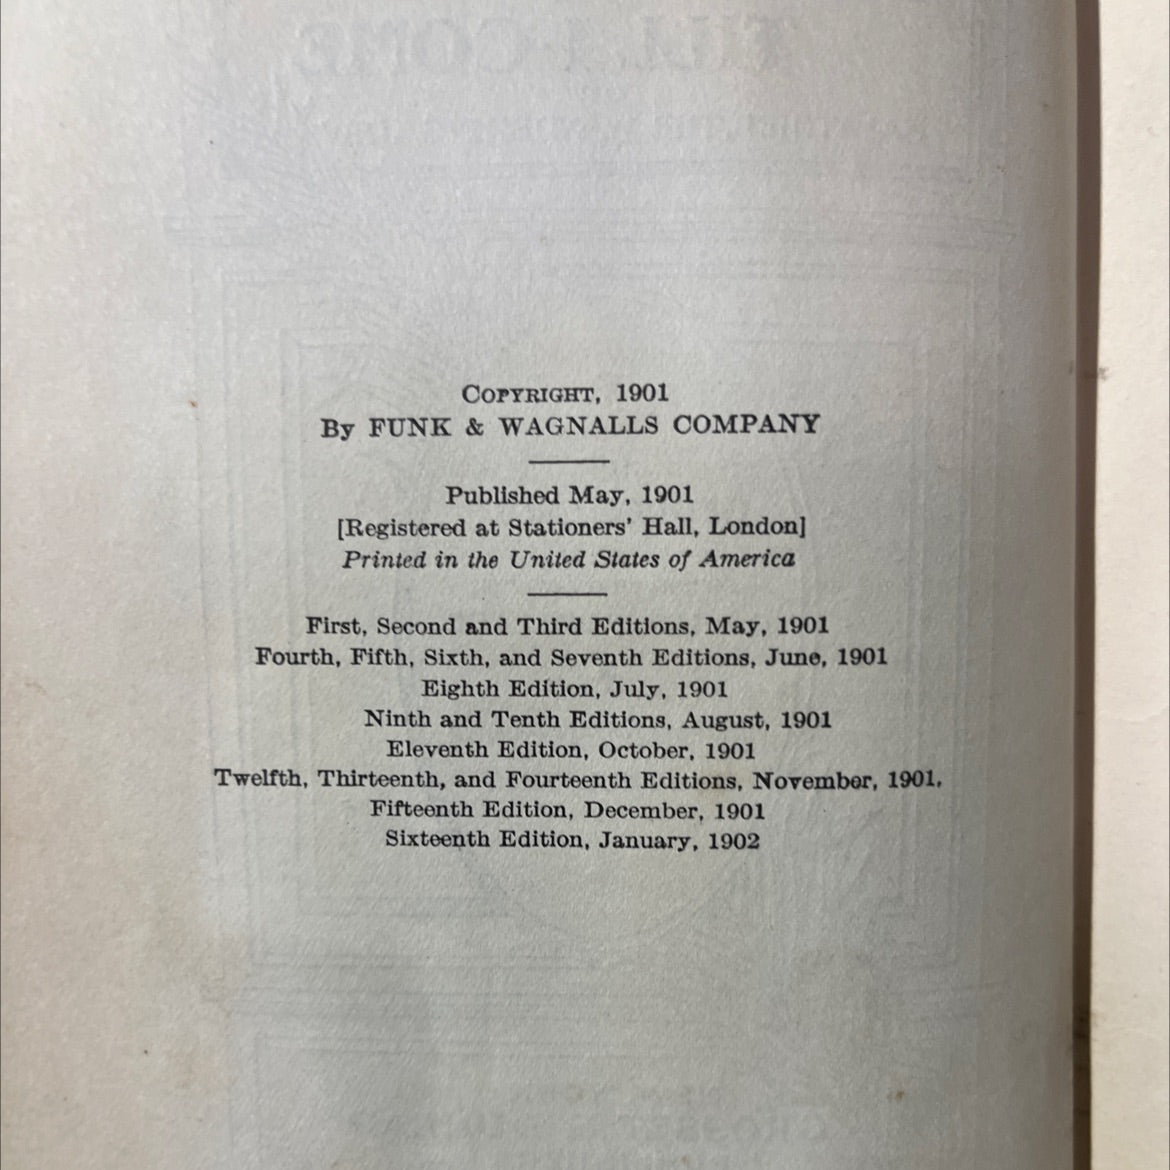 Copyright, 1901
By FUNK & WAGNALLS COMPANY
Published May, 1901
[Registered at Stationers' Hall, London]
Printed in the United States of America
First, Second and Third Editions, May, 1901
Fourth, Fifth, Sixth, and Seventh Editions, June, 1901
Eighth Edition, July, 1901
Ninth and Tenth Editions, August, 1901
Eleventh Edition, October, 1901
Twelfth, Thirteenth, and Fourteenth Editions, November, 1901,
Fifteenth Edition, December, 1901
Sixteenth Edition, January, 1902